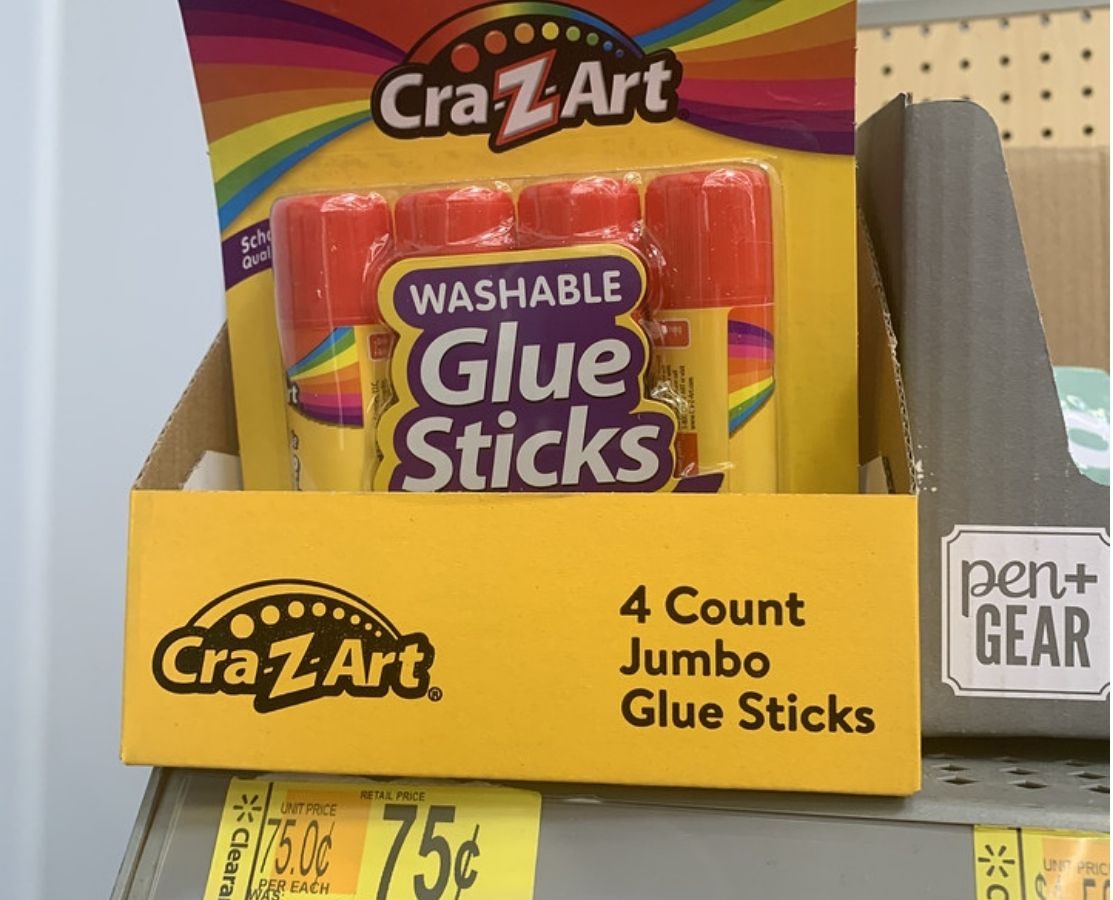 Cra-Z-Art
WASHABLE
Glue
Sticks
Cra-Z-Art®
4 Count
Jumbo
Glue Sticks
pen+
GEAR
UNIT PRICE
75.0¢
PER EACH
WAS:
RETAIL PRICE
75¢